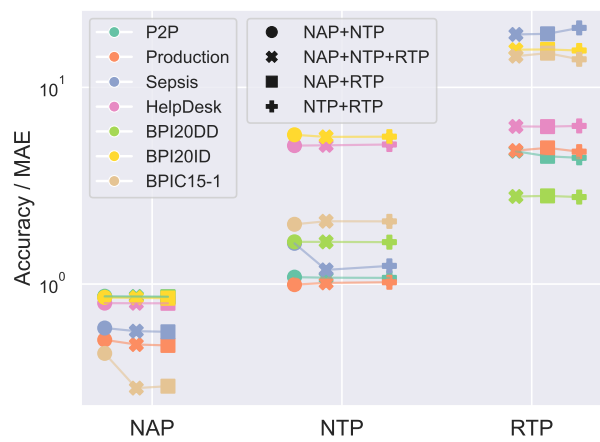 P2P
Production
Sepsis
HelpDesk
BPI20DD
BPI20ID
BPIC15-1
NAP+NTP
NAP+NTP+RTP
NAP+RTP
NTP+RTP
Accuracy / MAE
10¹
10⁰
NAP
NTP
RTP